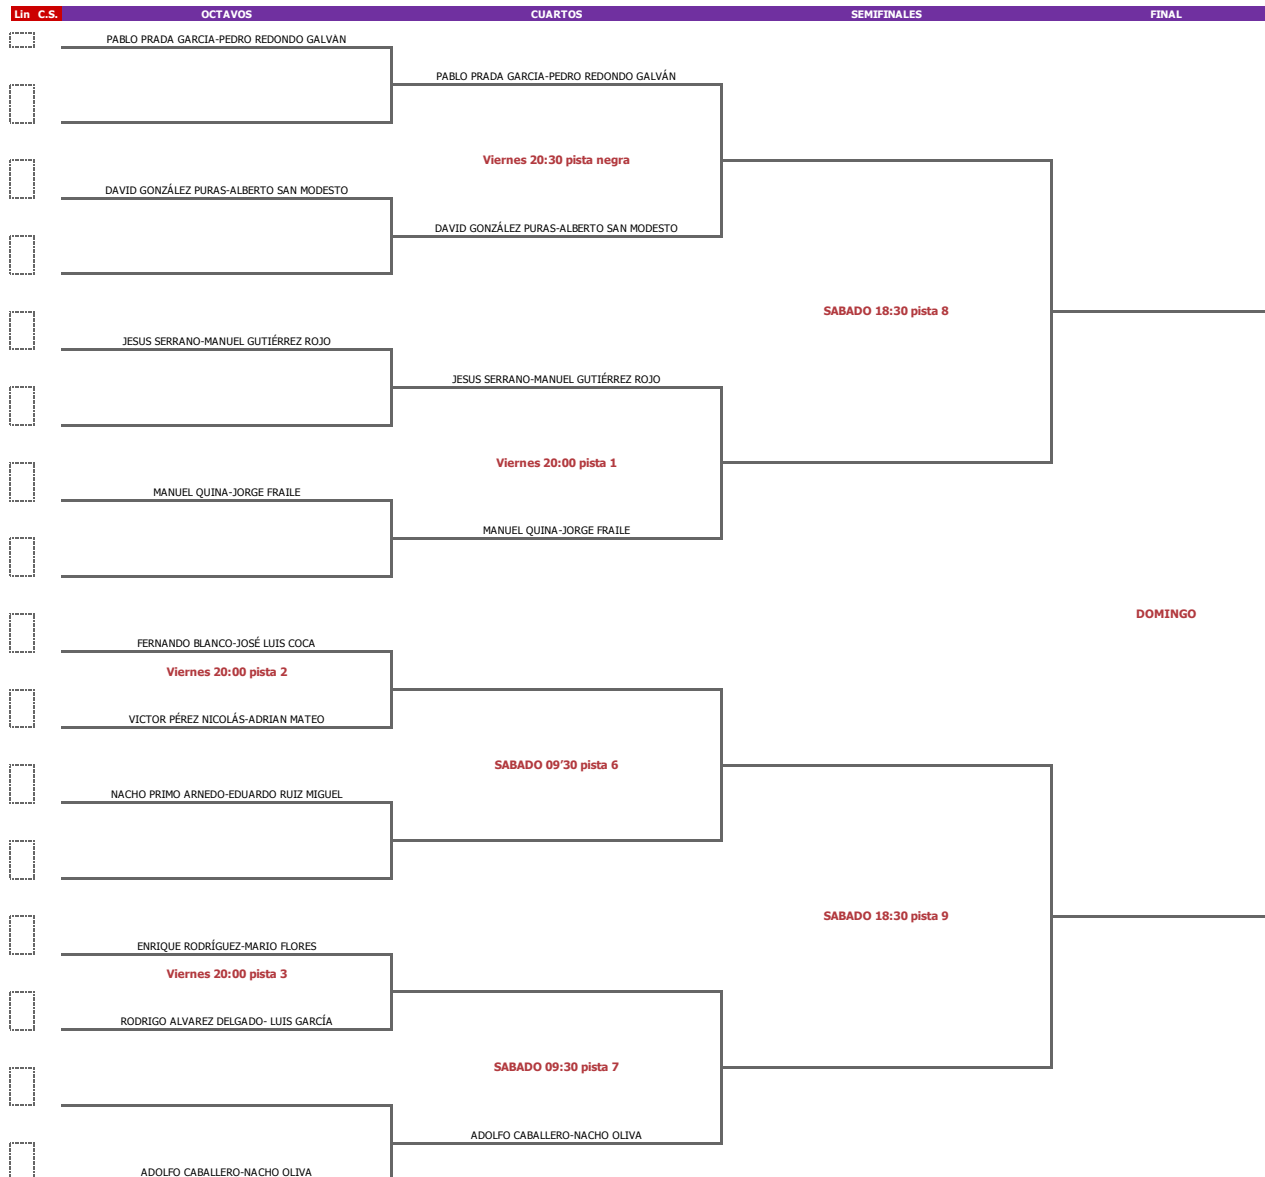 Lin C.S. OCTAVOS CUARTOS SEMIFINALES FINAL
PABLO PRADA GARCIA-PEDRO REDONDO GALVÁN
PABLO PRADA GARCIA-PEDRO REDONDO GALVÁN
Viernes 20:30 pista negra
DAVID GONZÁLEZ PURAS-ALBERTO SAN MODESTO
DAVID GONZÁLEZ PURAS-ALBERTO SAN MODESTO
SABADO 18:30 pista 8
JESUS SERRANO-MANUEL GUTIÉRREZ ROJO
JESUS SERRANO-MANUEL GUTIÉRREZ ROJO
Viernes 20:00 pista 1
MANUEL QUINA-JORGE FRAILE
MANUEL QUINA-JORGE FRAILE
DOMINGO
FERNANDO BLANCO-JOSÉ LUIS COCA
Viernes 20:00 pista 2
VICTOR PÉREZ NICOLÁS-ADRIAN MATEO
SABADO 09'30 pista 6
NACHO PRIMO ARNEDO-EDUARDO RUIZ MIGUEL
SABADO 18:30 pista 9
ENRIQUE RODRÍGUEZ-MARIO FLORES
Viernes 20:00 pista 3
RODRIGO ALVAREZ DELGADO- LUIS GARCÍA
SABADO 09:30 pista 7
ADOLFO CABALLERO-NACHO OLIVA
ADOLFO CABALLERO-NACHO OLIVA